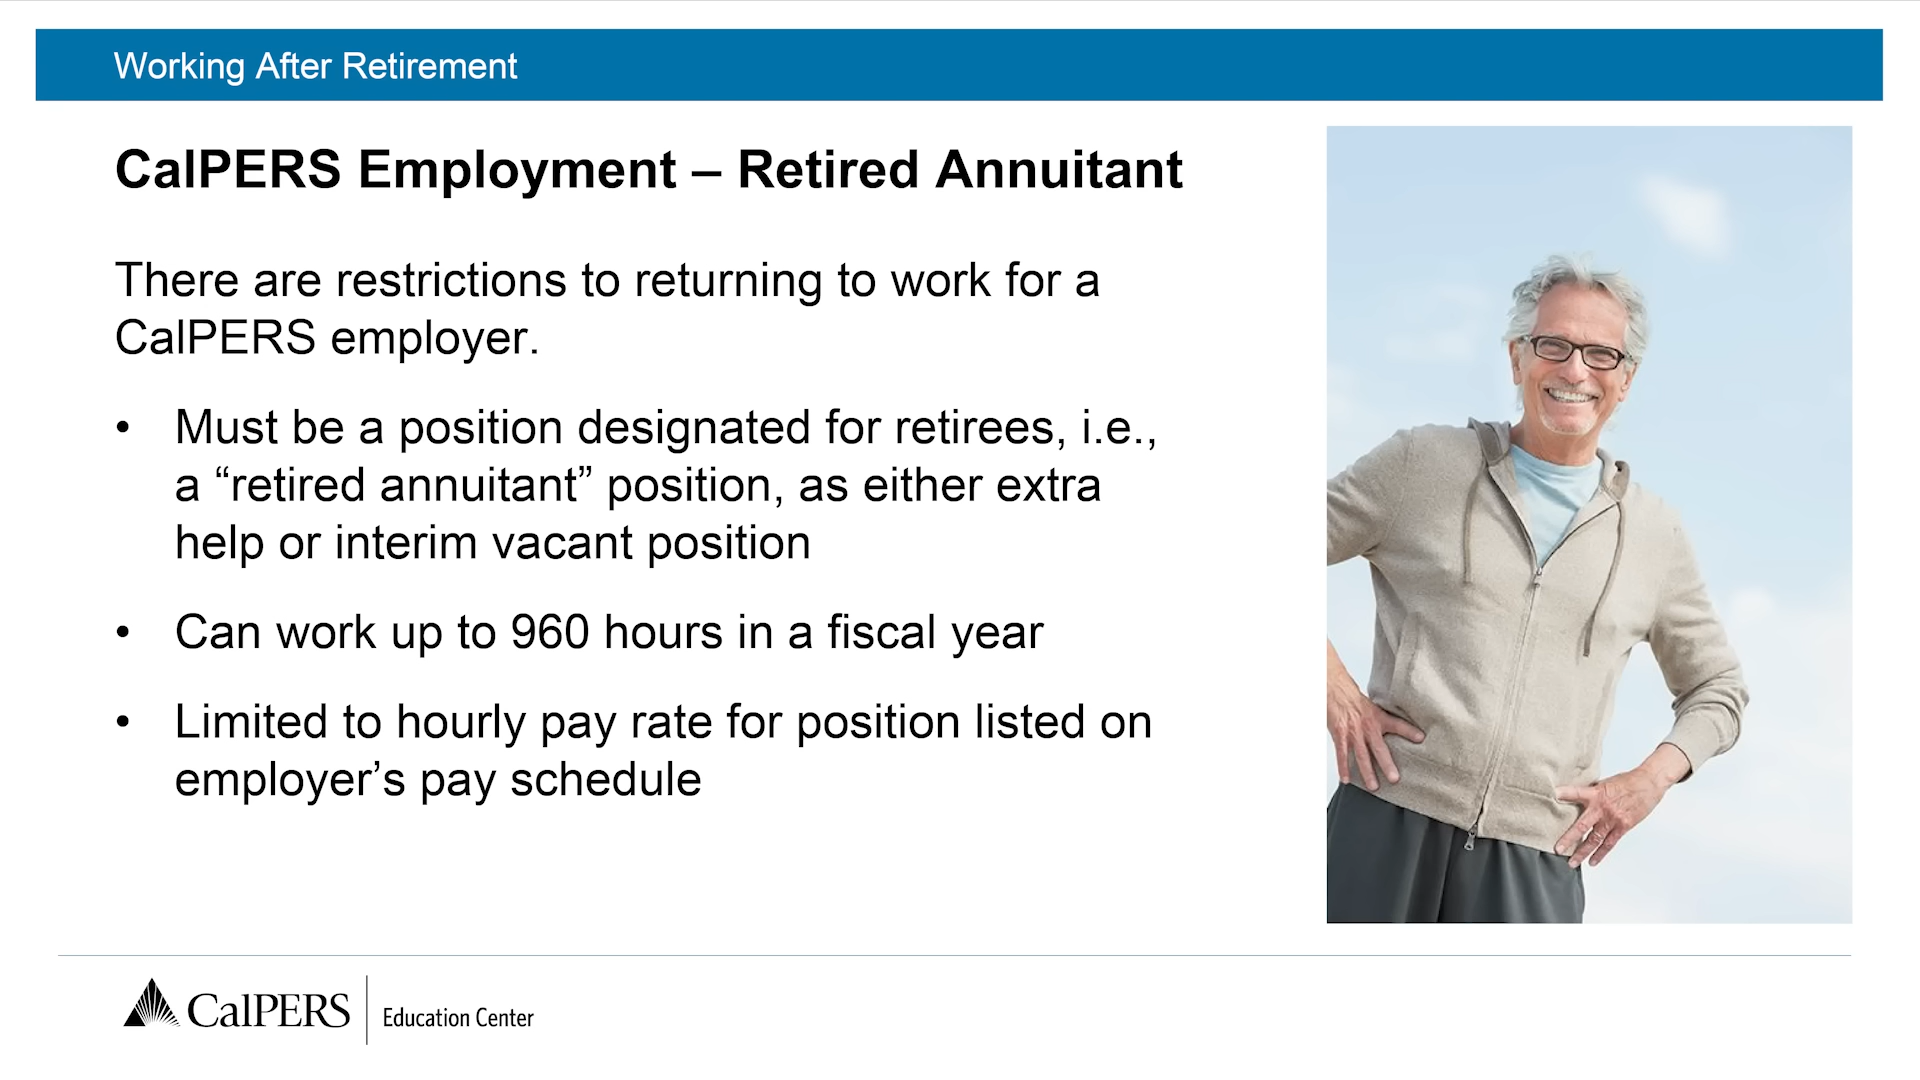 Working After Retirement
CalPERS Employment – Retired Annuitant
There are restrictions to returning to work for a
CalPERS employer.
• Must be a position designated for retirees, i.e.,
a “retired annuitant” position, as either extra
help or interim vacant position
• Can work up to 960 hours in a fiscal year
• Limited to hourly pay rate for position listed on
employer’s pay schedule
CalPERS
Education Center